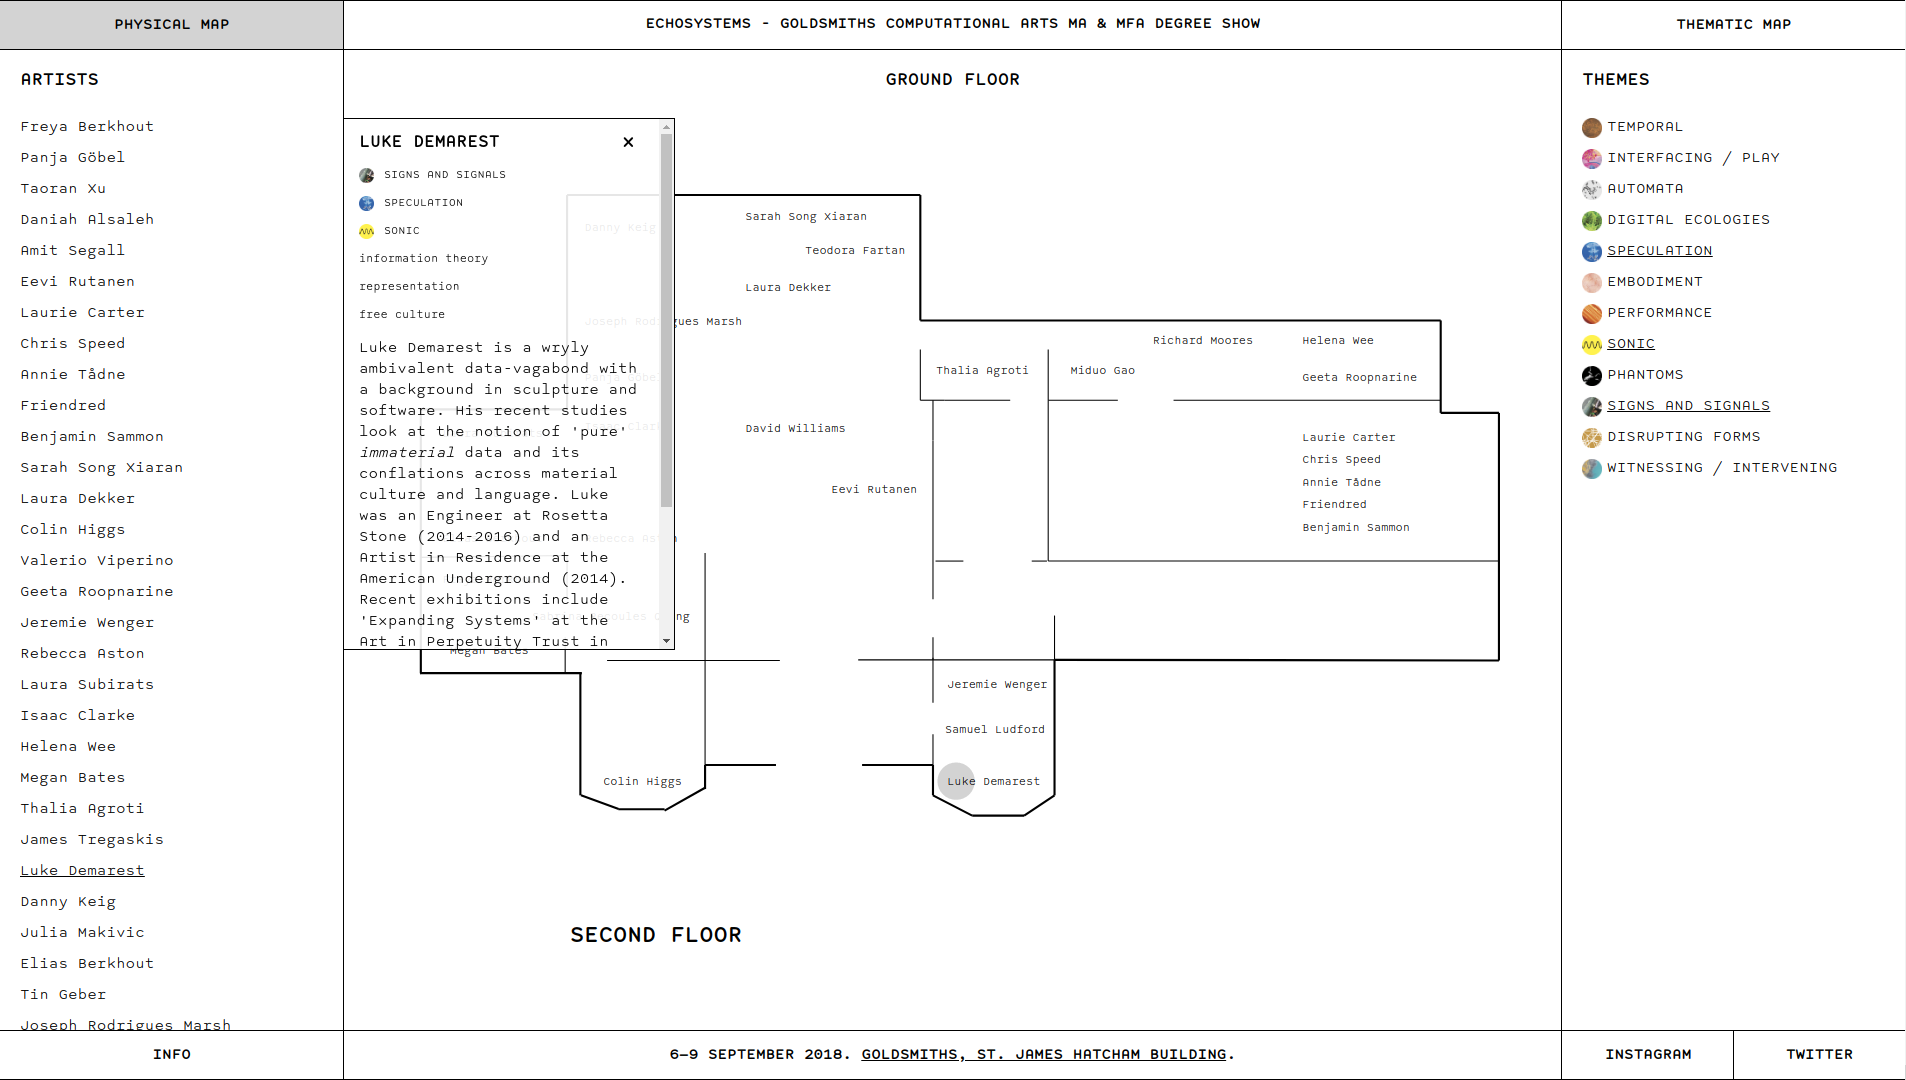 PHYSICAL MAP
ECHOSYSTEMS - GOLDSMITHS COMPUTATIONAL ARTS MA & MFA DEGREE SHOW
THEMATIC MAP
ARTISTS
Freya Berkhout
Panja Göbel
Taoran Xu
Daniah Alsaleh
Amit Segall
Eevi Rutanen
Laurie Carter
Chris Speed
Annie Tådne
Friendred
Benjamin Sammon
Sarah Song Xiaran
Laura Dekker
Colin Higgs
Valerio Viperino
Geeta Roopnarine
Jeremie Wenger
Rebecca Aston
Laura Subirats
Isaac Clarke
Helena Wee
Megan Bates
Thalia Agroti
James Tregaskis
Luke Demarest
Danny Keig
Julia Makivic
Elias Berkhout
Tin Geber
Joseph Rodrigues Marsh
GROUND FLOOR
LUKE DEMAREST
SIGNS AND SIGNALS
SPECULATION
SONIC
information theory
representation
free culture
Luke Demarest is a wryly
ambivalent data-vagabond with
a background in sculpture and
software. His recent studies
look at the notion of 'pure'
immaterial data and its
conflations across material
culture and language. Luke
was an Engineer at Rosetta
Stone (2014-2016) and an
Artist in Residence at the
American Underground (2014).
Recent exhibitions include
'Expanding Systems' at the
Art in Perpetuity Trust in
Danny Keig
Sarah Song Xiaran
Teodora Fartan
Laura Dekker
Joseph Rodrigues Marsh
Richard Moores
Helena Wee
Thalia Agroti
Miduo Gao
Geeta Roopnarine
David Williams
Laurie Carter
Chris Speed
Annie Tådne
Friendred
Benjamin Sammon
Eevi Rutanen
Rebecca Aston
Megan Bates
Jeremie Wenger
Samuel Ludford
Colin Higgs
Luke Demarest
SECOND FLOOR
THEMES
TEMPORAL
INTERFACING / PLAY
AUTOMATA
DIGITAL ECOLOGIES
SPECULATION
EMBODIMENT
PERFORMANCE
SONIC
PHANTOMS
SIGNS AND SIGNALS
DISRUPTING FORMS
WITNESSING / INTERVENING
INFO
6–9 SEPTEMBER 2018. GOLDSMITHS, ST. JAMES HATCHAM BUILDING.
INSTAGRAM
TWITTER